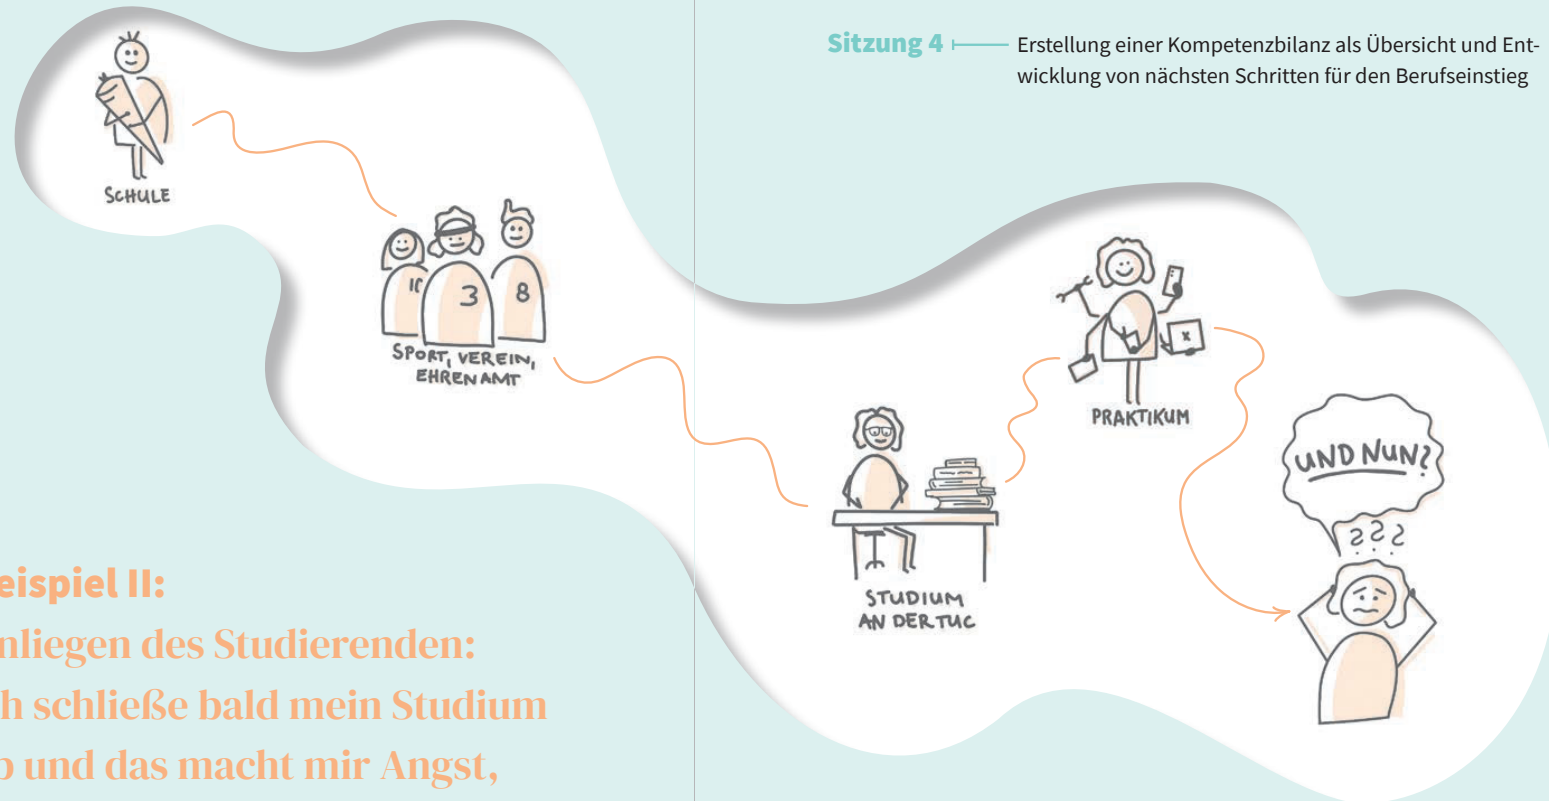 Sitzung 4
Erstellung einer Kompetenzbilanz als Übersicht und Ent-
wicklung von nächsten Schritten für den Berufseinstieg
SCHULE
10
3
8
SPORT, VEREIN,
EHRENAMT
PRAKTIKUM
X
STUDIUM
AN DER TUC
UND NUN?
???
eispiel II:
nliegen des Studierenden:
h schließe bald mein Studium
b und das macht mir Angst,